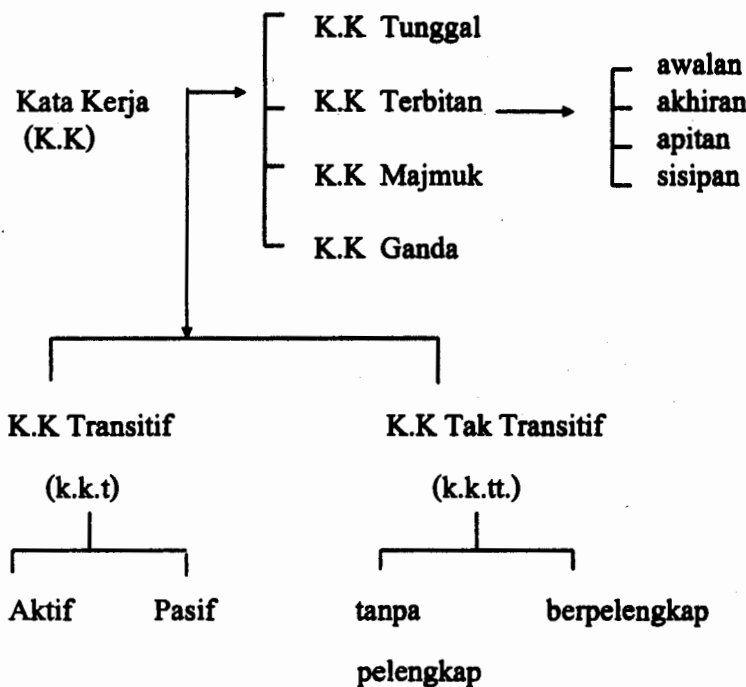 K.K Tunggal
awalan
Kata Kerja
K.K Terbitan
akhiran
(K.K)
apitan
K.K Majmuk
sisipan
K.K Ganda
K.K Transitif
K.K Tak Transitif
(k.k.t)
(k.k.tt.)
Aktif
Pasif
tanpa
berpelengkap
pelengkap